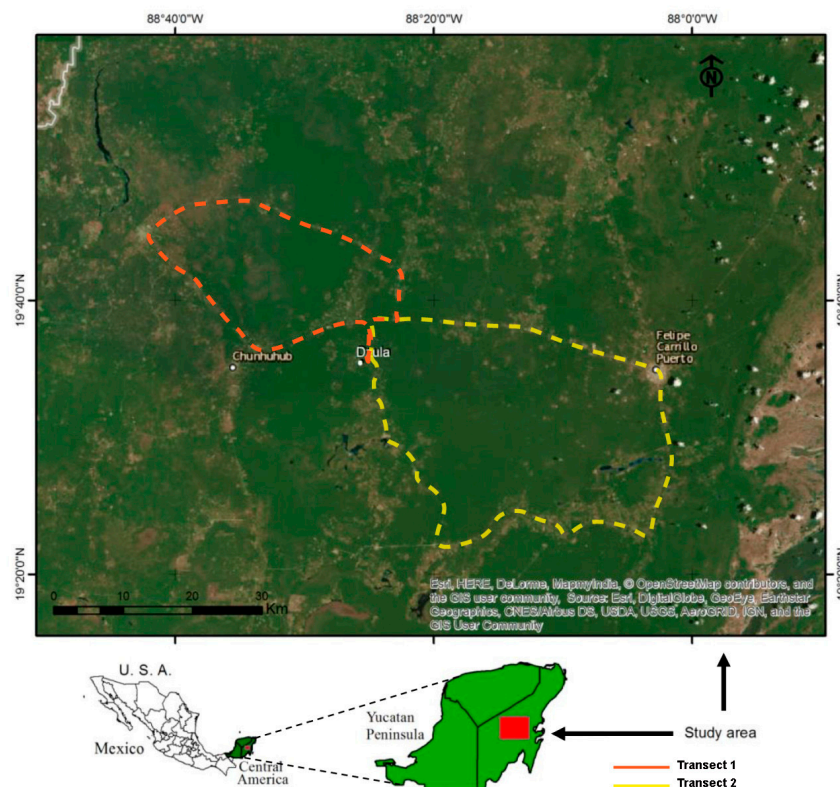 88°40'0"W 88°20'0"W 88°0'0"W
N
19°40'0"N
Felipe
Carrillo
Puerto
Chunhuhub
Dzula
19°20'0"N
0 10 20 30
Km
Esri, HERE, DeLorme, MapmyIndia, © OpenStreetMap contributors, and
the GIS user community, Source: Esri, DigitalGlobe, GeoEye, Earthstar
Geographics, CNES/Airbus DS, USDA, USGS, AeroGRID, IGN, and the
GIS User Community
U. S. A.
Mexico
Central
America
Yucatan
Peninsula
Study area
Transect 1
Transect 2